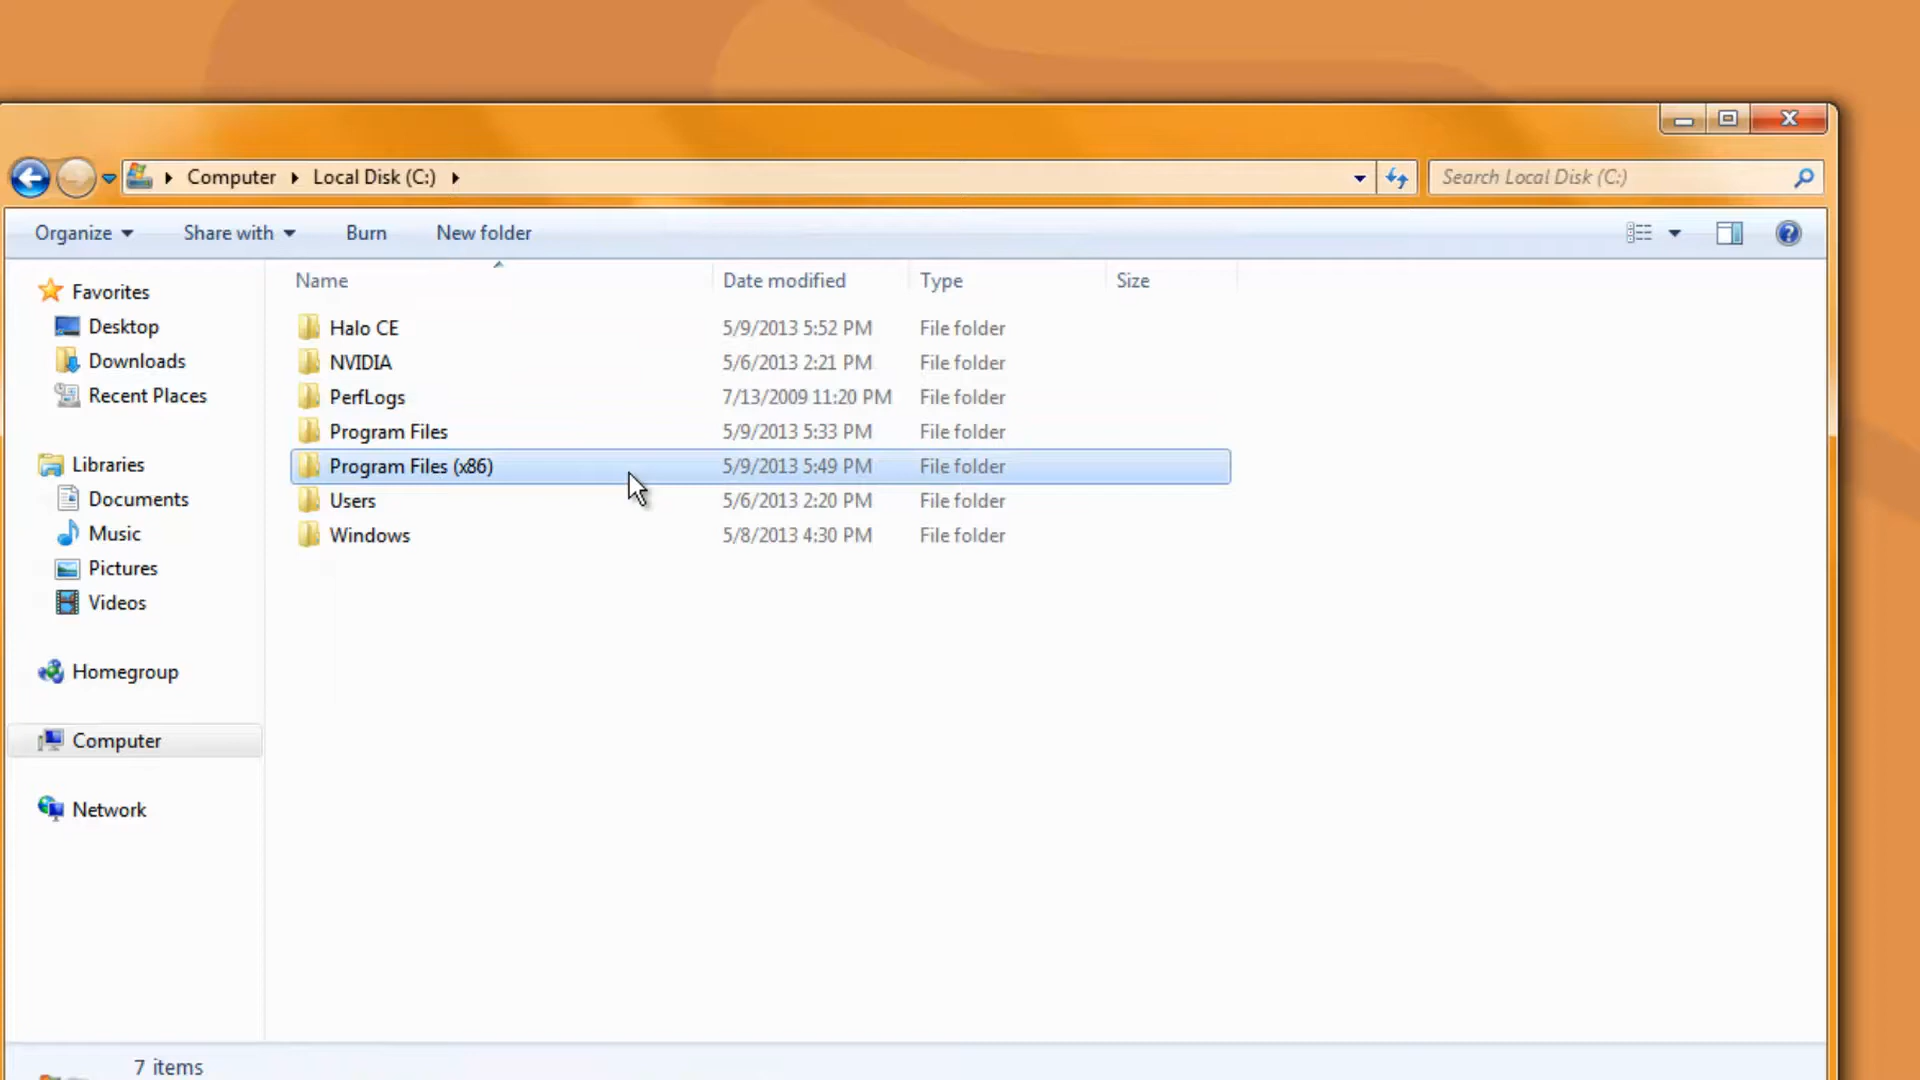 Computer Local Disk (C:)
Search Local Disk (C:)
Organize Share with Burn New folder
Favorites
Desktop
Downloads
Recent Places
Libraries
Documents
Music
Pictures
Videos
Homegroup
Computer
Network
Name Date modified Type Size
Halo CE 5/9/2013 5:52 PM File folder
NVIDIA 5/6/2013 2:21 PM File folder
PerfLogs 7/13/2009 11:20 PM File folder
Program Files 5/9/2013 5:33 PM File folder
Program Files (x86) 5/9/2013 5:49 PM File folder
Users 5/6/2013 2:20 PM File folder
Windows 5/8/2013 4:30 PM File folder
7 items